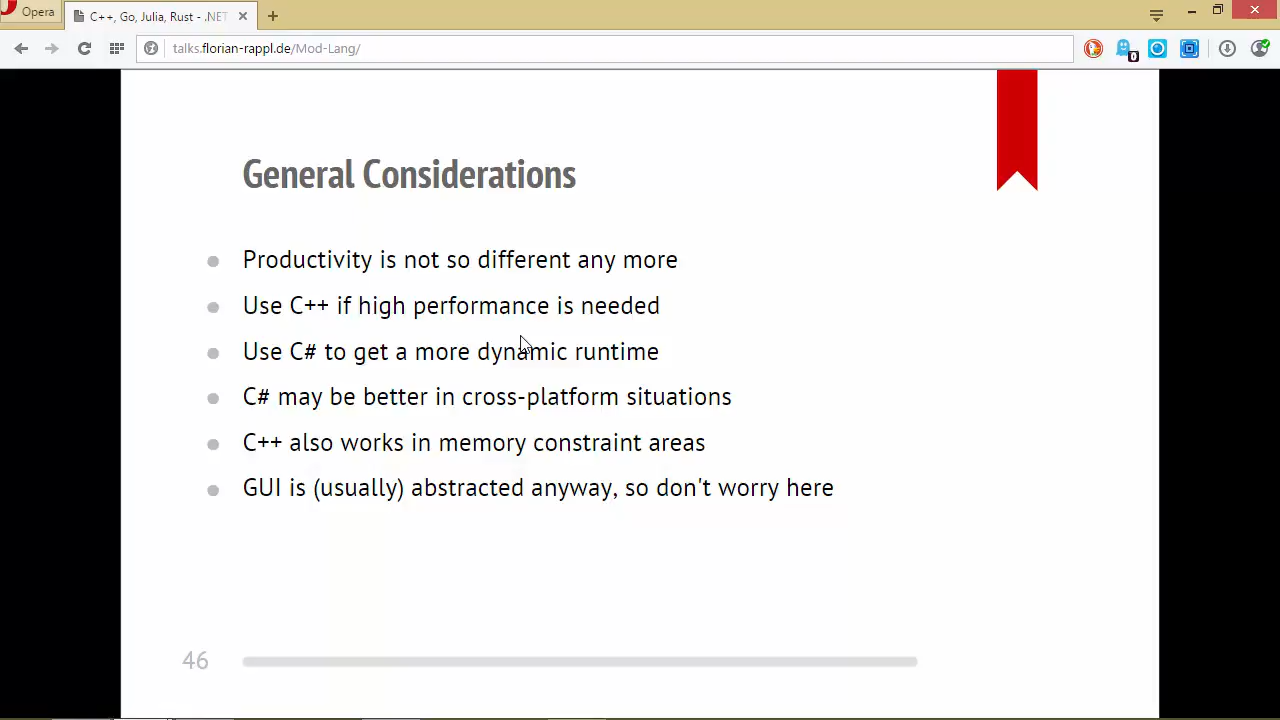 Opera
C++, Go, Julia, Rust - .NET
talks.florian-rappl.de/Mod-Lang/
0
General Considerations
Productivity is not so different any more
Use C++ if high performance is needed
Use C# to get a more dynamic runtime
C# may be better in cross-platform situations
C++ also works in memory constraint areas
GUI is (usually) abstracted anyway, so don't worry here
46